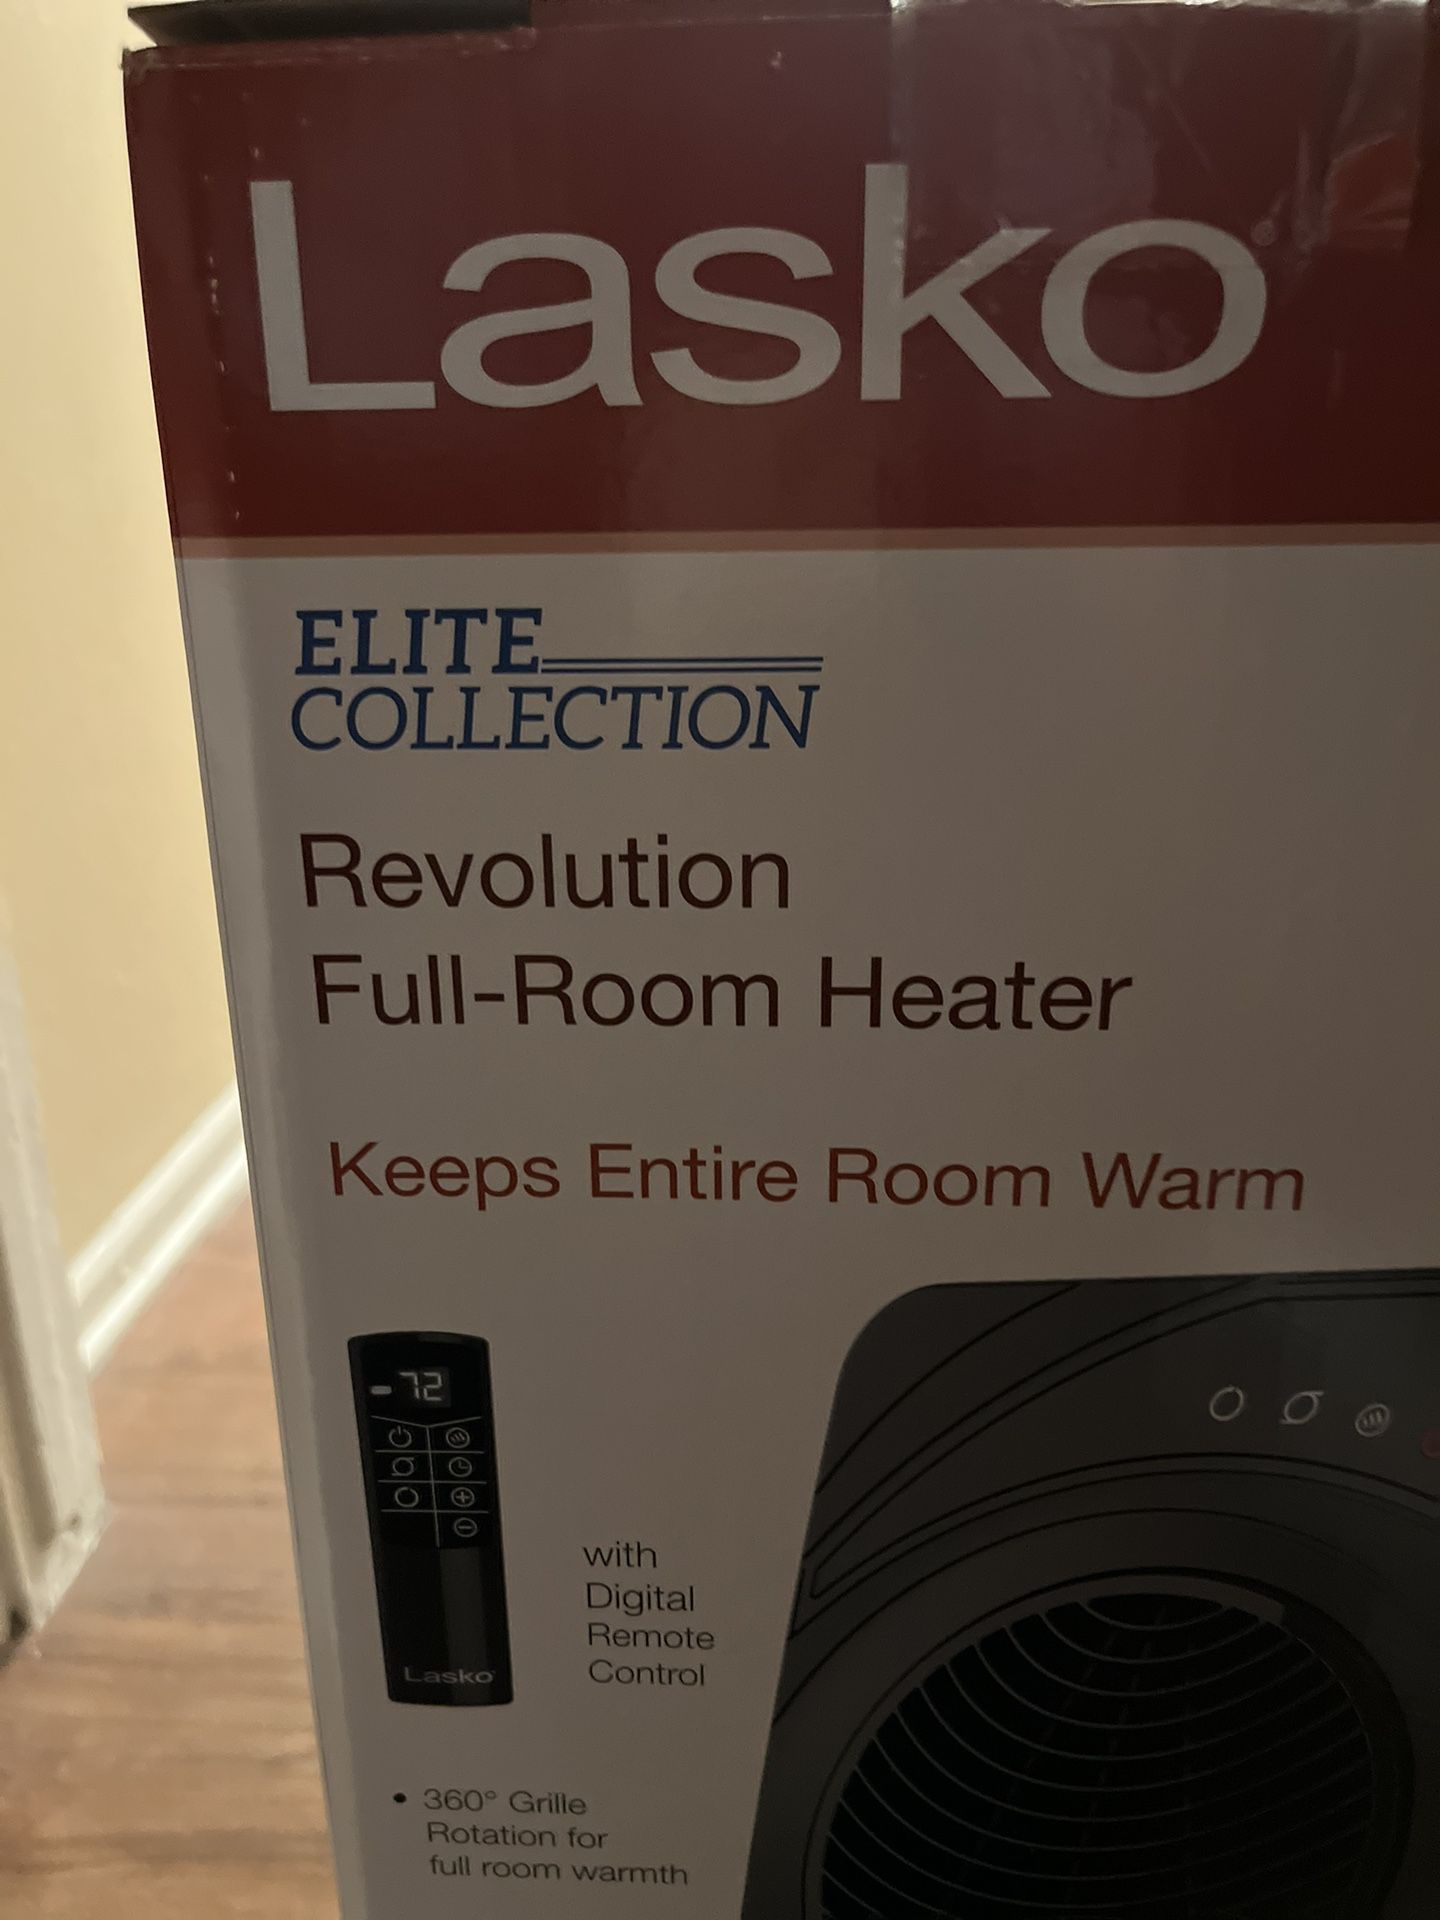 Lasko®
ELITE
COLLECTION
Revolution
Full-Room Heater
Keeps Entire Room Warm
72
Lasko
with
Digital
Remote
Control
• 360° Grille
Rotation for
full room warmth